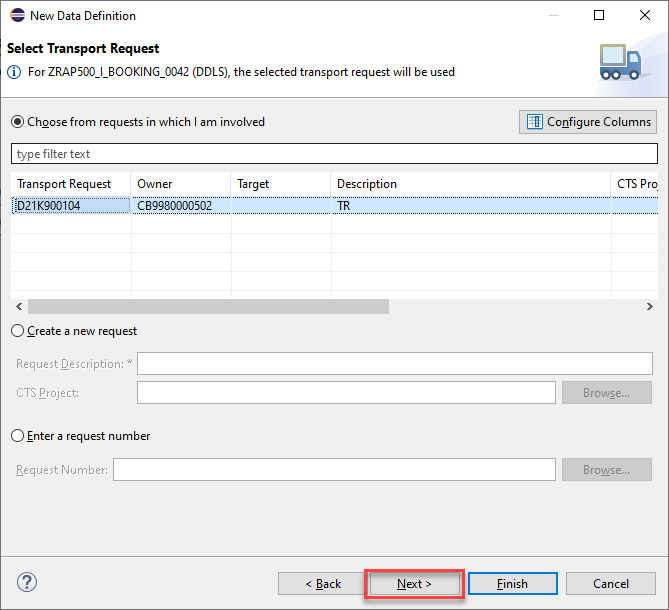 New Data Definition
Select Transport Request
For ZRAP500_I_BOOKING_0042 (DDLS), the selected transport request will be used
Choose from requests in which I am involved
Configure Columns
type filter text
Transport Request Owner Target Description CTS Proj
D21K900104 CB9980000502 TR
Create a new request
Request Description: *
CTS Project:
Browse...
Enter a request number
Request Number:
Browse...
?
< Back Next > Finish Cancel